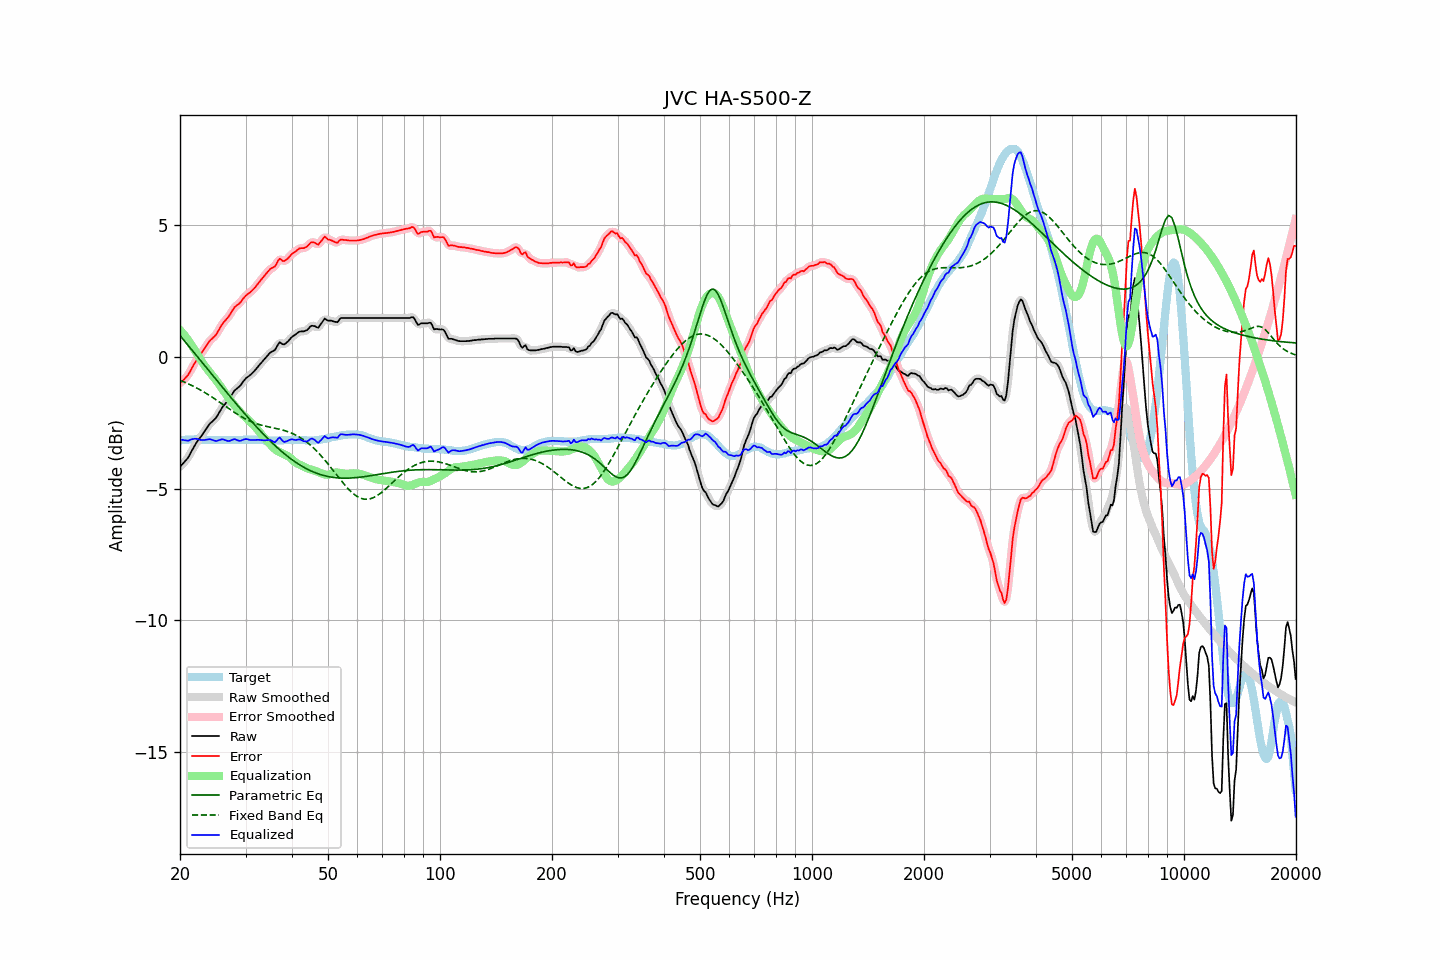 JVC HA-S500-Z
Amplitude (dBr)
5
0
−5
−10
−15
Target
Raw Smoothed
Error Smoothed
Raw
Error
Equalization
Parametric Eq
Fixed Band Eq
Equalized
20 50 100 200 500 1000 2000 5000 10000 20000
Frequency (Hz)